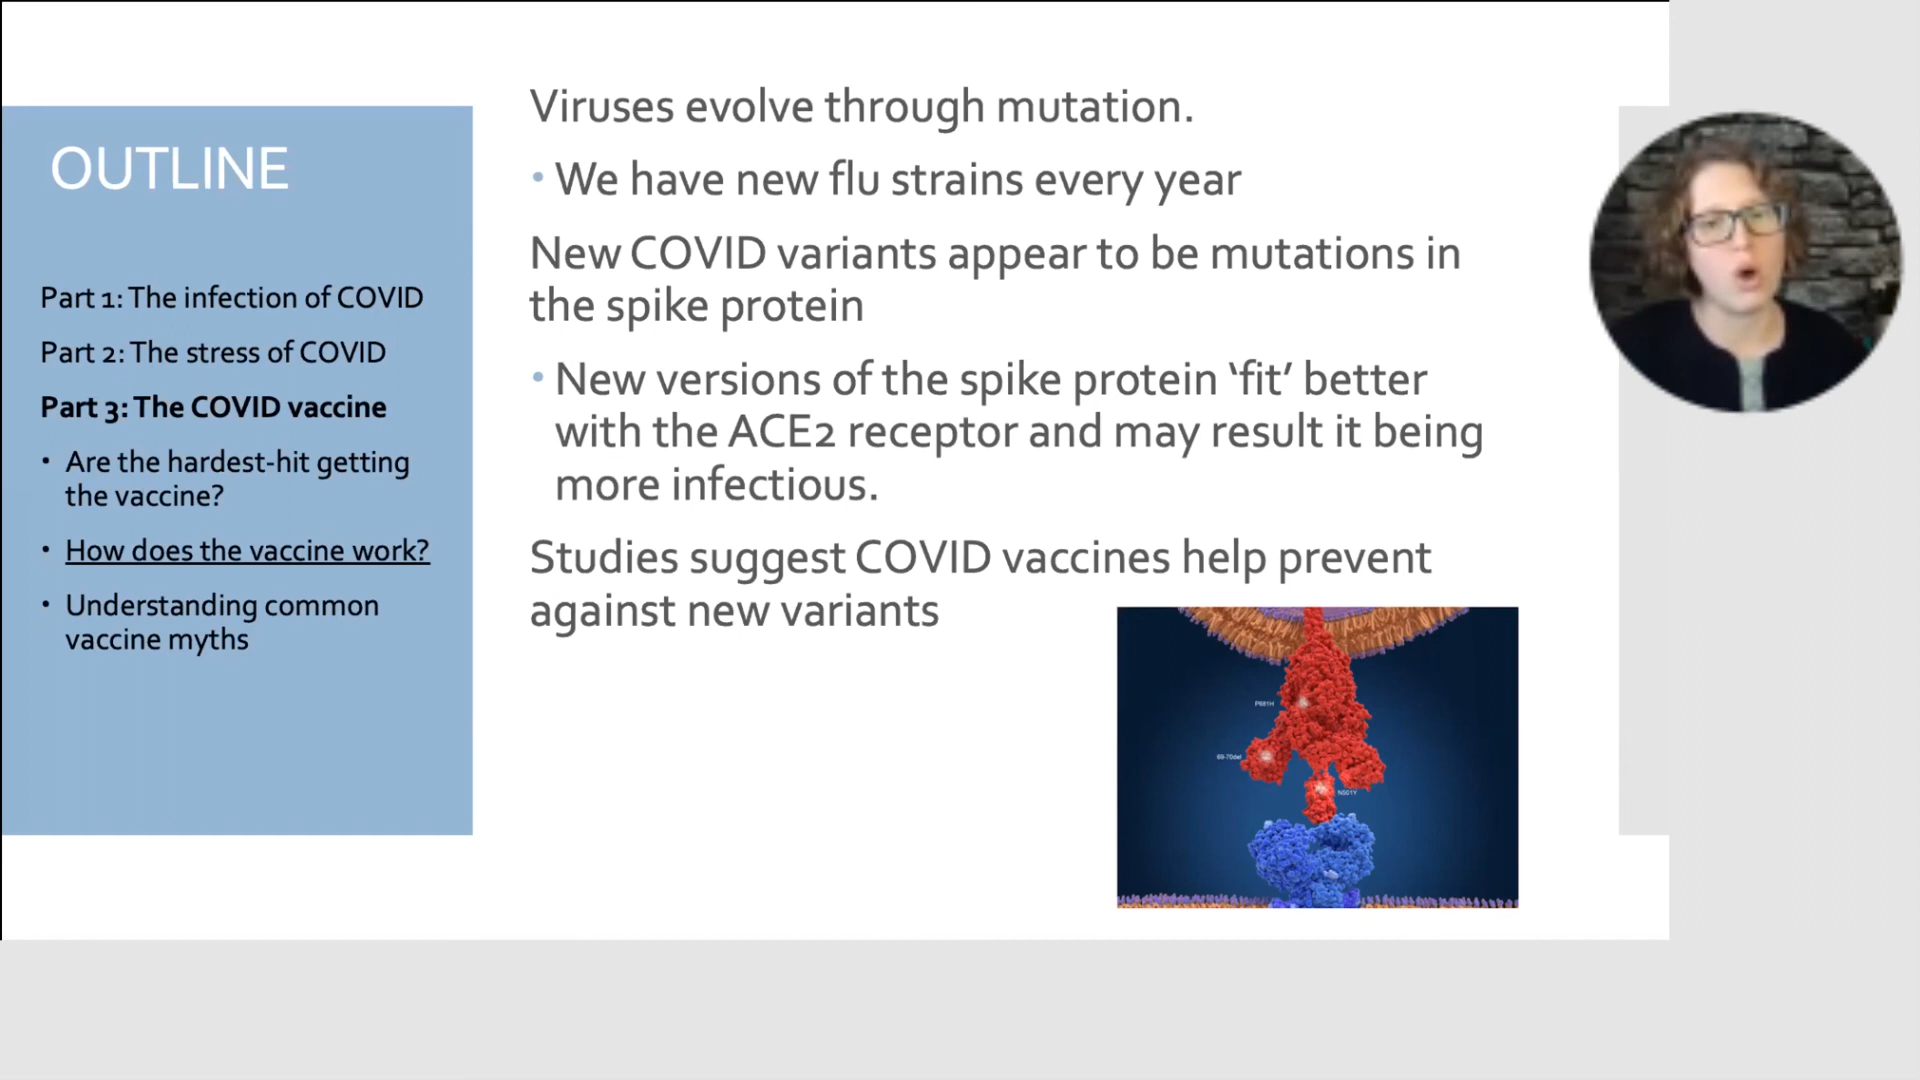 OUTLINE
Part 1: The infection of COVID
Part 2: The stress of COVID
Part 3: The COVID vaccine
• Are the hardest-hit getting
the vaccine?
• How does the vaccine work?
• Understanding common
vaccine myths
Viruses evolve through mutation.
• We have new flu strains every year
New COVID variants appear to be mutations in
the spike protein
• New versions of the spike protein ‘fit’ better
with the ACE2 receptor and may result it being
more infectious.
Studies suggest COVID vaccines help prevent
against new variants
P681H
69-70del
N501Y